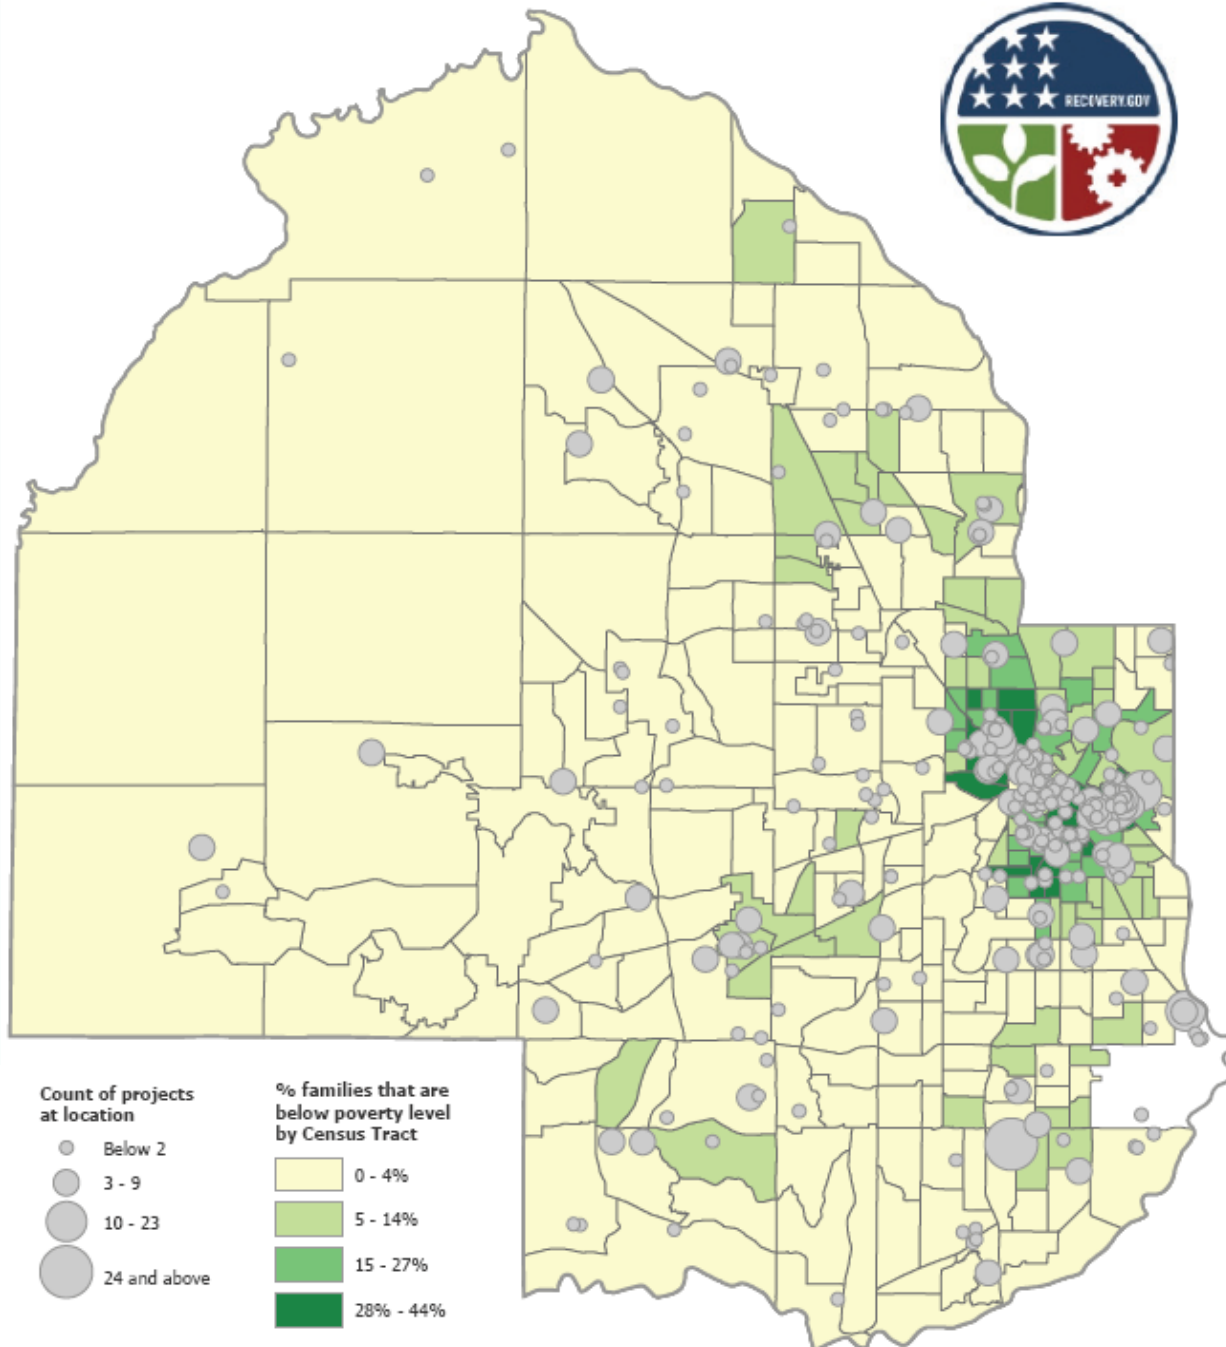 RECOVERY.GOV
Count of projects
at location
Below 2
3 - 9
10 - 23
24 and above
% families that are
below poverty level
by Census Tract
0 - 4%
5 - 14%
15 - 27%
28% - 44%